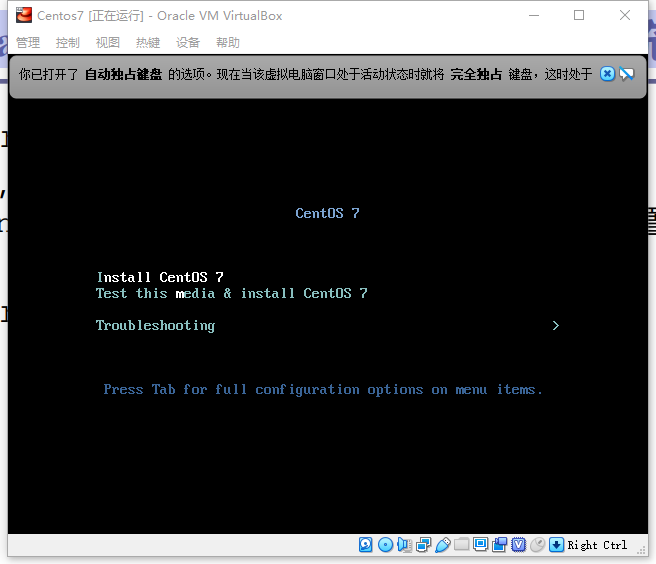 Centos7 [正在运行] - Oracle VM VirtualBox
管理 控制 视图 热键 设备 帮助
你已打开了 自动独占键盘 的选项。现在当该虚拟电脑窗口处于活动状态时就将 完全独占 键盘，这时处于
CentOS 7
Install CentOS 7
Test this media & install CentOS 7
Troubleshooting >
Press Tab for full configuration options on menu items.
Right Ctrl